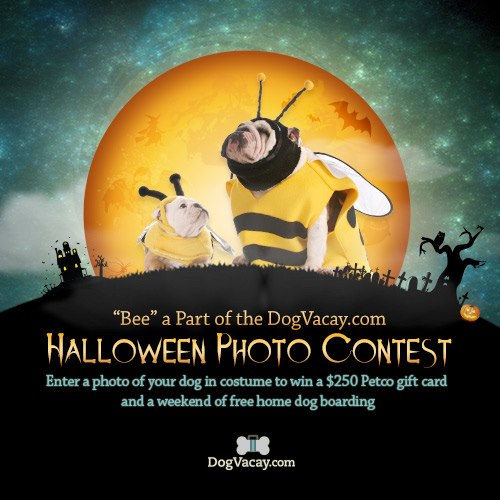 “Bee” a Part of the DogVacay.com
Halloween Photo Contest
Enter a photo of your dog in costume to win a $250 Petco gift card
and a weekend of free home dog boarding
DogVacay.com